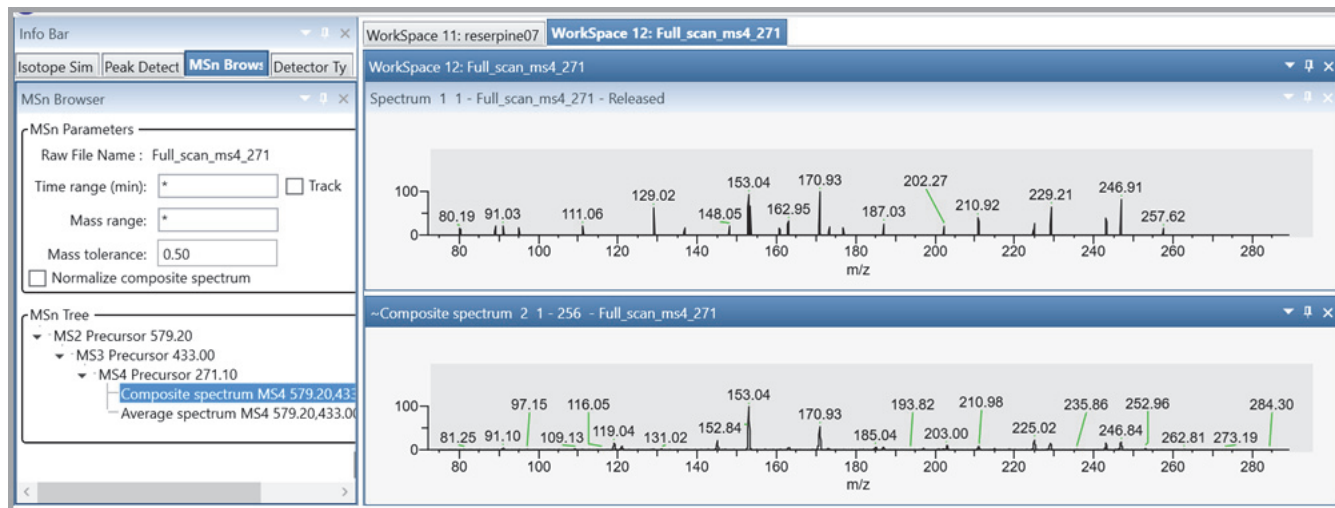 Info Bar
Isotope Sim Peak Detect MSn Brows Detector Ty
MSn Browser
MSn Parameters
Raw File Name : Full_scan_ms4_271
Time range (min): * Track
Mass range: *
Mass tolerance: 0.50
Normalize composite spectrum
MSn Tree
MS2 Precursor 579.20
MS3 Precursor 433.00
MS4 Precursor 271.10
Composite spectrum MS4 579.20,433
Average spectrum MS4 579.20,433.00
WorkSpace 11: reserpine07 WorkSpace 12: Full_scan_ms4_271
WorkSpace 12: Full_scan_ms4_271
Spectrum 1 1 - Full_scan_ms4_271 - Released
153.04 170.93 202.27
129.02 229.21 246.91
100
80.19 91.03 111.06 148.05 162.95 187.03 210.92 257.62
0
80 100 120 140 160 180 200 220 240 260 280
m/z
~Composite spectrum 2 1 - 256 - Full_scan_ms4_271
153.04
100 97.15 116.05 170.93 193.82 210.98 235.86 252.96 284.30
81.25 91.10 109.13 119.04 131.02 152.84 185.04 203.00 225.02 246.84 262.81 273.19
0
80 100 120 140 160 180 200 220 240 260 280
m/z